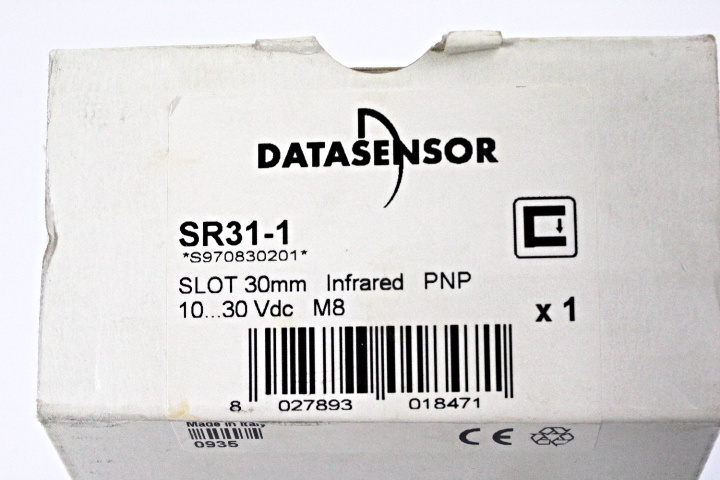 DATASENSOR
SR31-1
*S970830201*
SLOT 30mm Infrared PNP
10...30 Vdc M8
x 1
8 027893 018471
Made in Italy
0935
CE